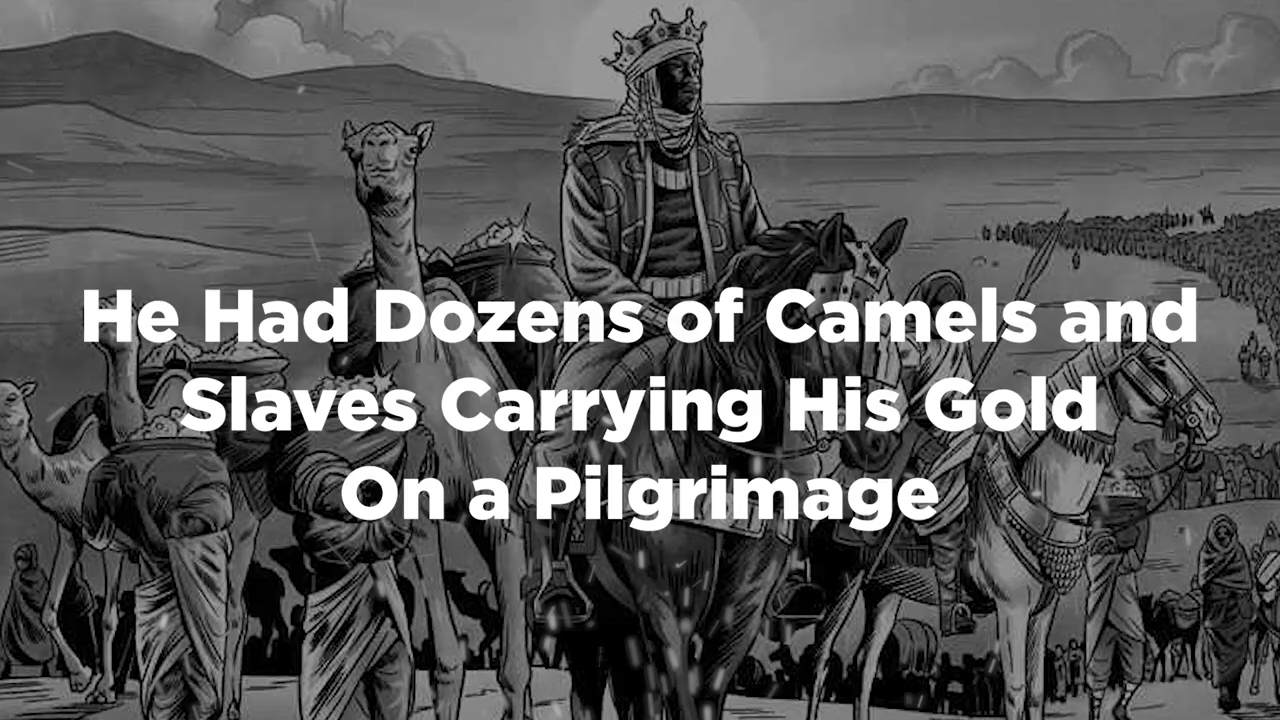 He Had Dozens of Camels and
Slaves Carrying His Gold
On a Pilgrimage